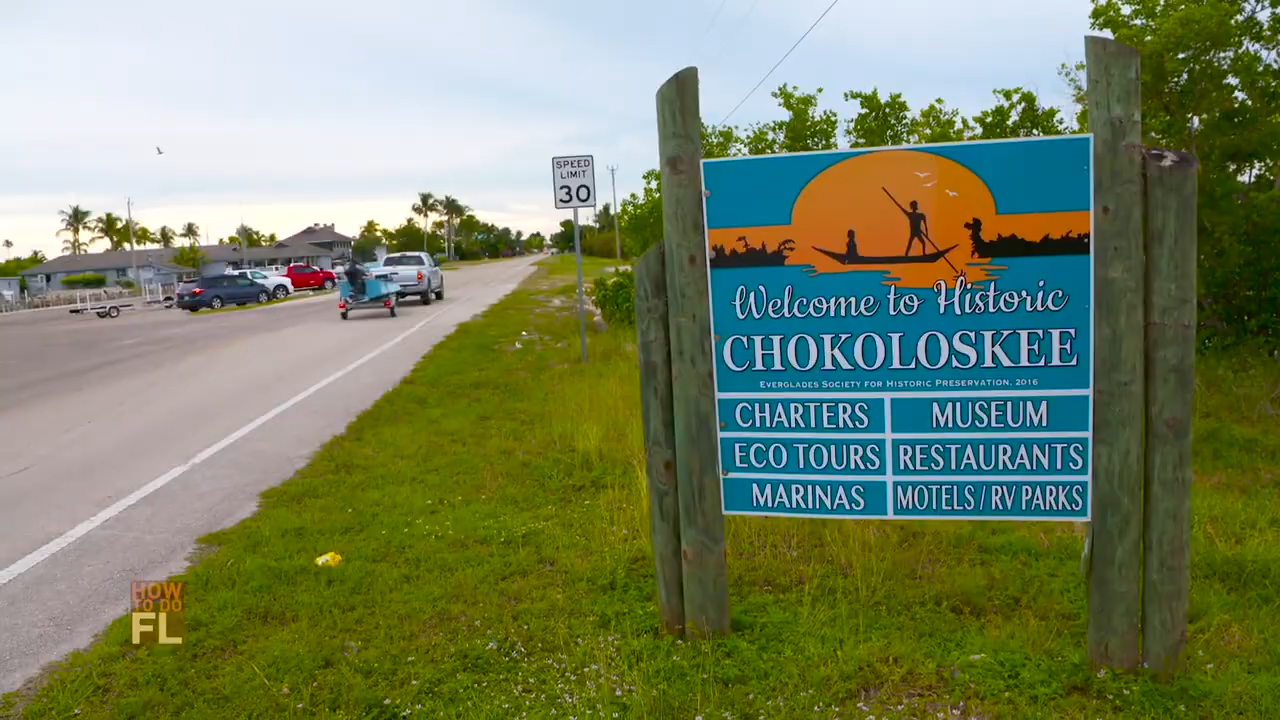 SPEED
LIMIT
30
Welcome to Historic
CHOKOLOSKEE
EVERGLADES SOCIETY FOR HISTORIC PRESERVATION, 2016
CHARTERS
MUSEUM
ECO TOURS
RESTAURANTS
MARINAS
MOTELS / RV PARKS
HOW
TO DO
FL